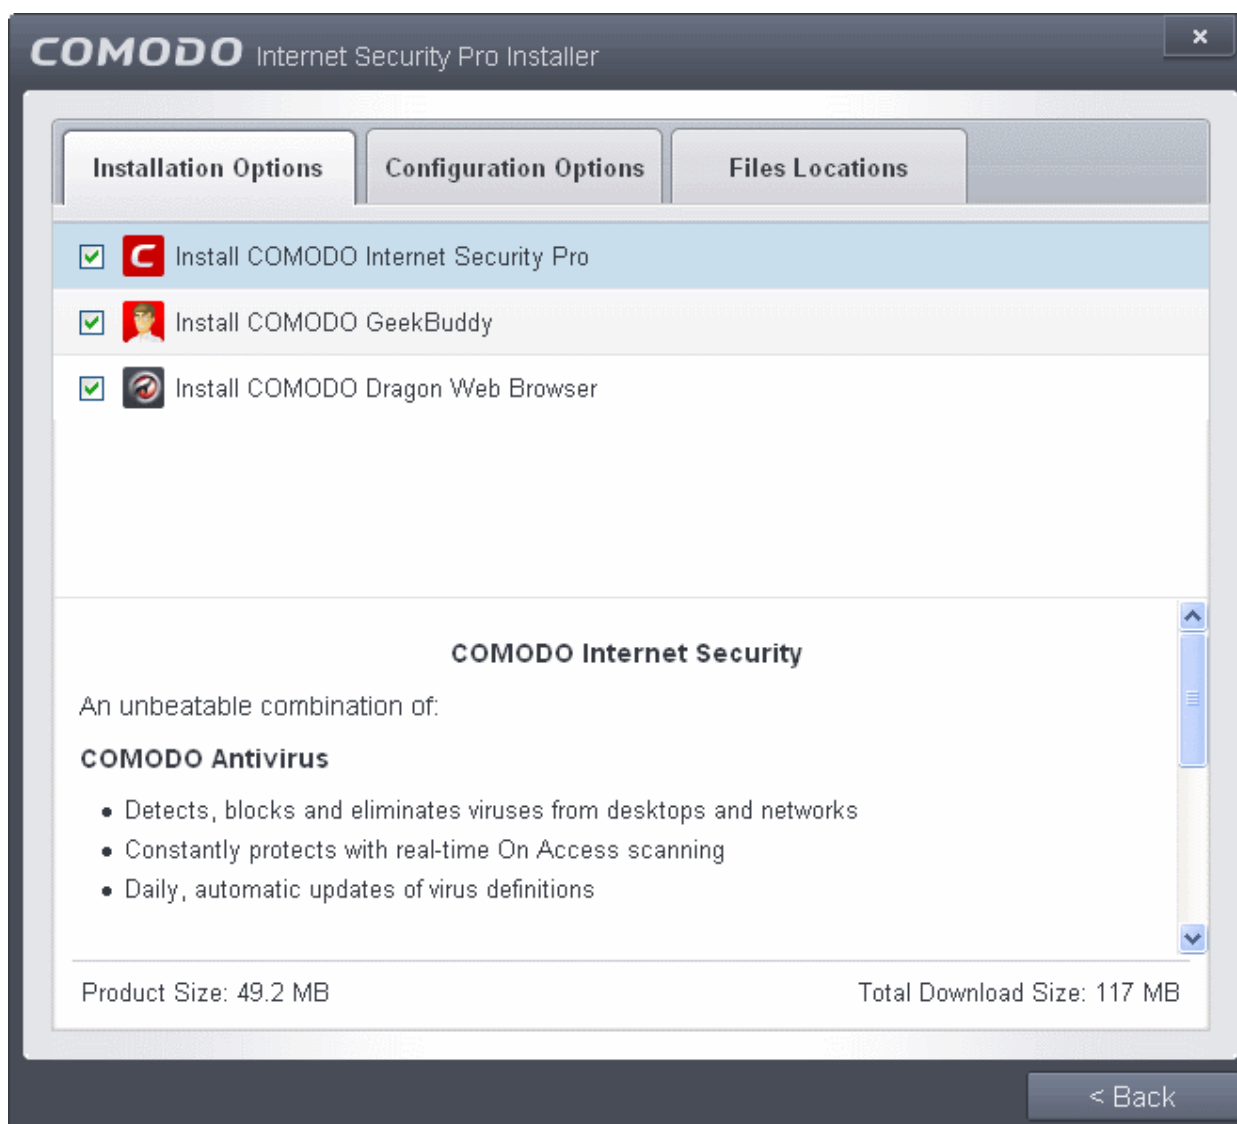 COMODO Internet Security Pro Installer
Installation Options
Configuration Options
Files Locations
Install COMODO Internet Security Pro
Install COMODO GeekBuddy
Install COMODO Dragon Web Browser
COMODO Internet Security
An unbeatable combination of:
COMODO Antivirus
• Detects, blocks and eliminates viruses from desktops and networks
• Constantly protects with real-time On Access scanning
• Daily, automatic updates of virus definitions
Product Size: 49.2 MB
Total Download Size: 117 MB
< Back